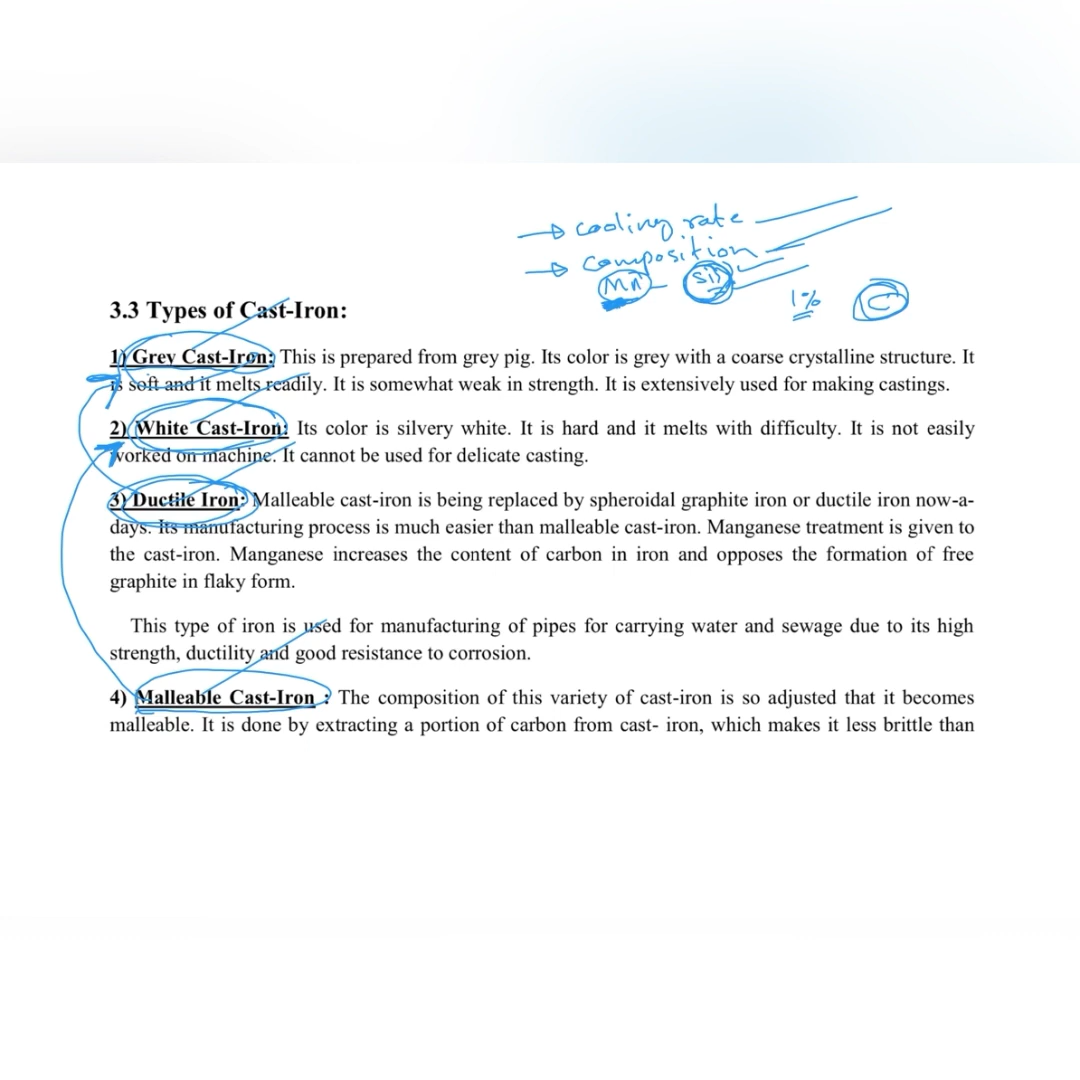 → cooling rate
→ composition
Mn Si
1% C
3.3 Types of Cast-Iron:
1) Grey Cast-Iron: This is prepared from grey pig. Its color is grey with a coarse crystalline structure. It
is soft and it melts readily. It is somewhat weak in strength. It is extensively used for making castings.
2) White Cast-Iron: Its color is silvery white. It is hard and it melts with difficulty. It is not easily
worked on machine. It cannot be used for delicate casting.
3) Ductile Iron: Malleable cast-iron is being replaced by spheroidal graphite iron or ductile iron now-a-
days. Its manufacturing process is much easier than malleable cast-iron. Manganese treatment is given to
the cast-iron. Manganese increases the content of carbon in iron and opposes the formation of free
graphite in flaky form.
This type of iron is used for manufacturing of pipes for carrying water and sewage due to its high
strength, ductility and good resistance to corrosion.
4) Malleable Cast-Iron : The composition of this variety of cast-iron is so adjusted that it becomes
malleable. It is done by extracting a portion of carbon from cast- iron, which makes it less brittle than